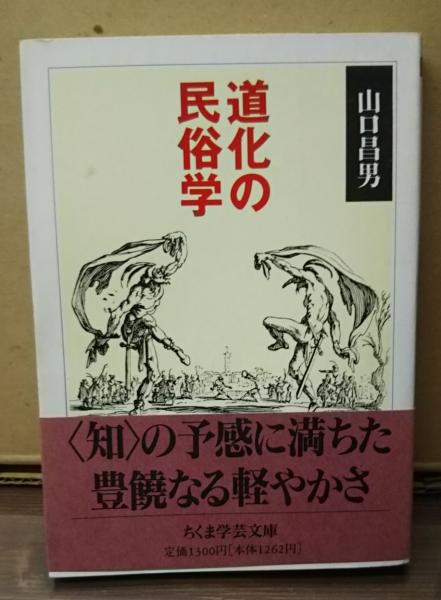 山口昌男
道化の
民俗学
〈知〉の予感に満ちた
豊饒なる軽やかさ
ちくま学芸文庫
定価1300円[本体1262円]